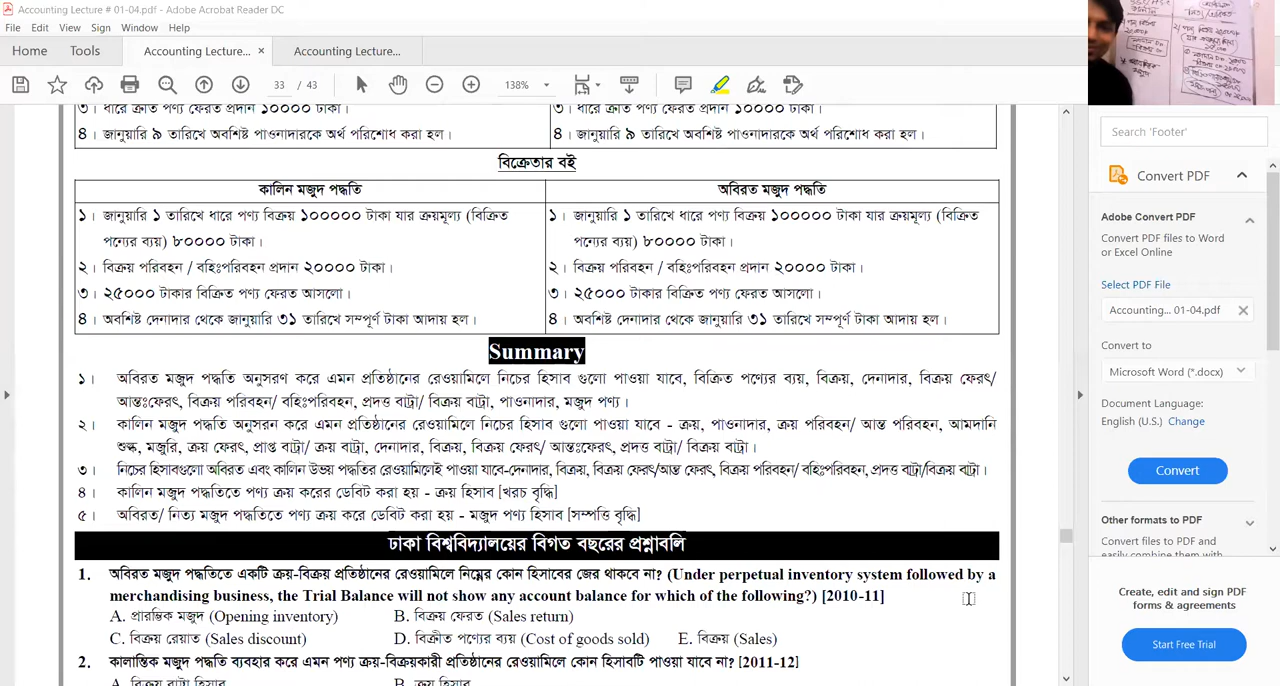 Accounting Lecture # 01-04.pdf - Adobe Acrobat Reader DC
File Edit View Sign Window Help
Home Tools Accounting Lecture... × Accounting Lecture...
33 / 43 138%
৩। ধারে ক্রীত পণ্য ফেরত প্রদান ১০০০০ টাকা। ৩। ধারে ক্রীত পণ্য ফেরত প্রদান ১০০০০ টাকা।
৪। জানুয়ারি ৯ তারিখে অবশিষ্ট পাওনাদারকে অর্থ পরিশোধ করা হল। ৪। জানুয়ারি ৯ তারিখে অবশিষ্ট পাওনাদারকে অর্থ পরিশোধ করা হল।
বিক্রেতার বই
কালিন মজুদ পদ্ধতি অবিরত মজুদ পদ্ধতি
১। জানুয়ারি ১ তারিখে ধারে পণ্য বিক্রয় ১০০০০০ টাকা যার ক্রয়মূল্য (বিক্রিত ১। জানুয়ারি ১ তারিখে ধারে পণ্য বিক্রয় ১০০০০০ টাকা যার ক্রয়মূল্য (বিক্রিত
পন্যের ব্যয়) ৮০০০০ টাকা। পন্যের ব্যয়) ৮০০০০ টাকা।
২। বিক্রয় পরিবহন / বহিঃপরিবহন প্রদান ২০০০০ টাকা। ২। বিক্রয় পরিবহন / বহিঃপরিবহন প্রদান ২০০০০ টাকা।
৩। ২৫০০০ টাকার বিক্রিত পণ্য ফেরত আসলো। ৩। ২৫০০০ টাকার বিক্রিত পণ্য ফেরত আসলো।
৪। অবশিষ্ট দেনাদার থেকে জানুয়ারি ৩১ তারিখে সম্পূর্ণ টাকা আদায় হল। ৪। অবশিষ্ট দেনাদার থেকে জানুয়ারি ৩১ তারিখে সম্পূর্ণ টাকা আদায় হল।
Summary
১। অবিরত মজুদ পদ্ধতি অনুসরণ করে এমন প্রতিষ্ঠানের রেওয়ামিলে নিচের হিসাব গুলো পাওয়া যাবে, বিক্রিত পণ্যের ব্যয়, বিক্রয়, দেনাদার, বিক্রয় ফেরৎ/
আন্তঃফেরৎ, বিক্রয় পরিবহন/ বহিঃপরিবহন, প্রদত্ত বাট্টা/ বিক্রয় বাট্টা, পাওনাদার, মজুদ পণ্য।
২। কালিন মজুদ পদ্ধতি অনুসরন করে এমন প্রতিষ্ঠানের রেওয়ামিলে নিচের হিসাব গুলো পাওয়া যাবে - ক্রয়, পাওনাদার, ক্রয় পরিবহন/ আন্ত পরিবহন, আমদানি
শুল্ক, মজুরি, ক্রয় ফেরৎ, প্রাপ্ত বাট্টা/ ক্রয় বাট্টা, দেনাদার, বিক্রয়, বিক্রয় ফেরৎ/ আন্তঃফেরৎ, প্রদত্ত বাট্টা/ বিক্রয় বাট্টা।
৩। নিচের হিসাবগুলো অবিরত এবং কালিন উভয় পদ্ধতির রেওয়ামিলেই পাওয়া যাবে-দেনাদার, বিক্রয়, বিক্রয় ফেরৎ/আন্ত ফেরৎ, বিক্রয় পরিবহন/ বহিঃপরিবহন, প্রদত্ত বাট্টা/বিক্রয় বাট্টা।
৪। কালিন মজুদ পদ্ধতিতে পণ্য ক্রয় করের ডেবিট করা হয় - ক্রয় হিসাব [খরচ বৃদ্ধি]
৫। অবিরত/ নিত্য মজুদ পদ্ধতিতে পণ্য ক্রয় করে ডেবিট করা হয় - মজুদ পণ্য হিসাব [সম্পত্তি বৃদ্ধি]
ঢাকা বিশ্ববিদ্যালয়ের বিগত বছরের প্রশ্নাবলি
1. অবিরত মজুদ পদ্ধতিতে একটি ক্রয়-বিক্রয় প্রতিষ্ঠানের রেওয়ামিলে নিম্নের কোন হিসাবের জের থাকবে না? (Under perpetual inventory system followed by a
merchandising business, the Trial Balance will not show any account balance for which of the following?) [2010-11]
A. প্রারম্ভিক মজুদ (Opening inventory) B. বিক্রয় ফেরত (Sales return)
C. বিক্রয় রেয়াত (Sales discount) D. বিক্রীত পণ্যের ব্যয় (Cost of goods sold) E. বিক্রয় (Sales)
2. কালান্তিক মজুদ পদ্ধতি ব্যবহার করে এমন পণ্য ক্রয়-বিক্রয়কারী প্রতিষ্ঠানের রেওয়ামিলে কোন হিসাবটি পাওয়া যাবে না? [2011-12]
A. বিক্রয় বাট্টা হিসাব B. ক্রয় হিসাব
Search 'Footer'
Convert PDF
Adobe Convert PDF
Convert PDF files to Word
or Excel Online
Select PDF File
Accounting... 01-04.pdf ×
Convert to
Microsoft Word (*.docx)
Document Language:
English (U.S.) Change
Convert
Other formats to PDF
Convert files to PDF and
easily combine them with
Create, edit and sign PDF
forms & agreements
Start Free Trial